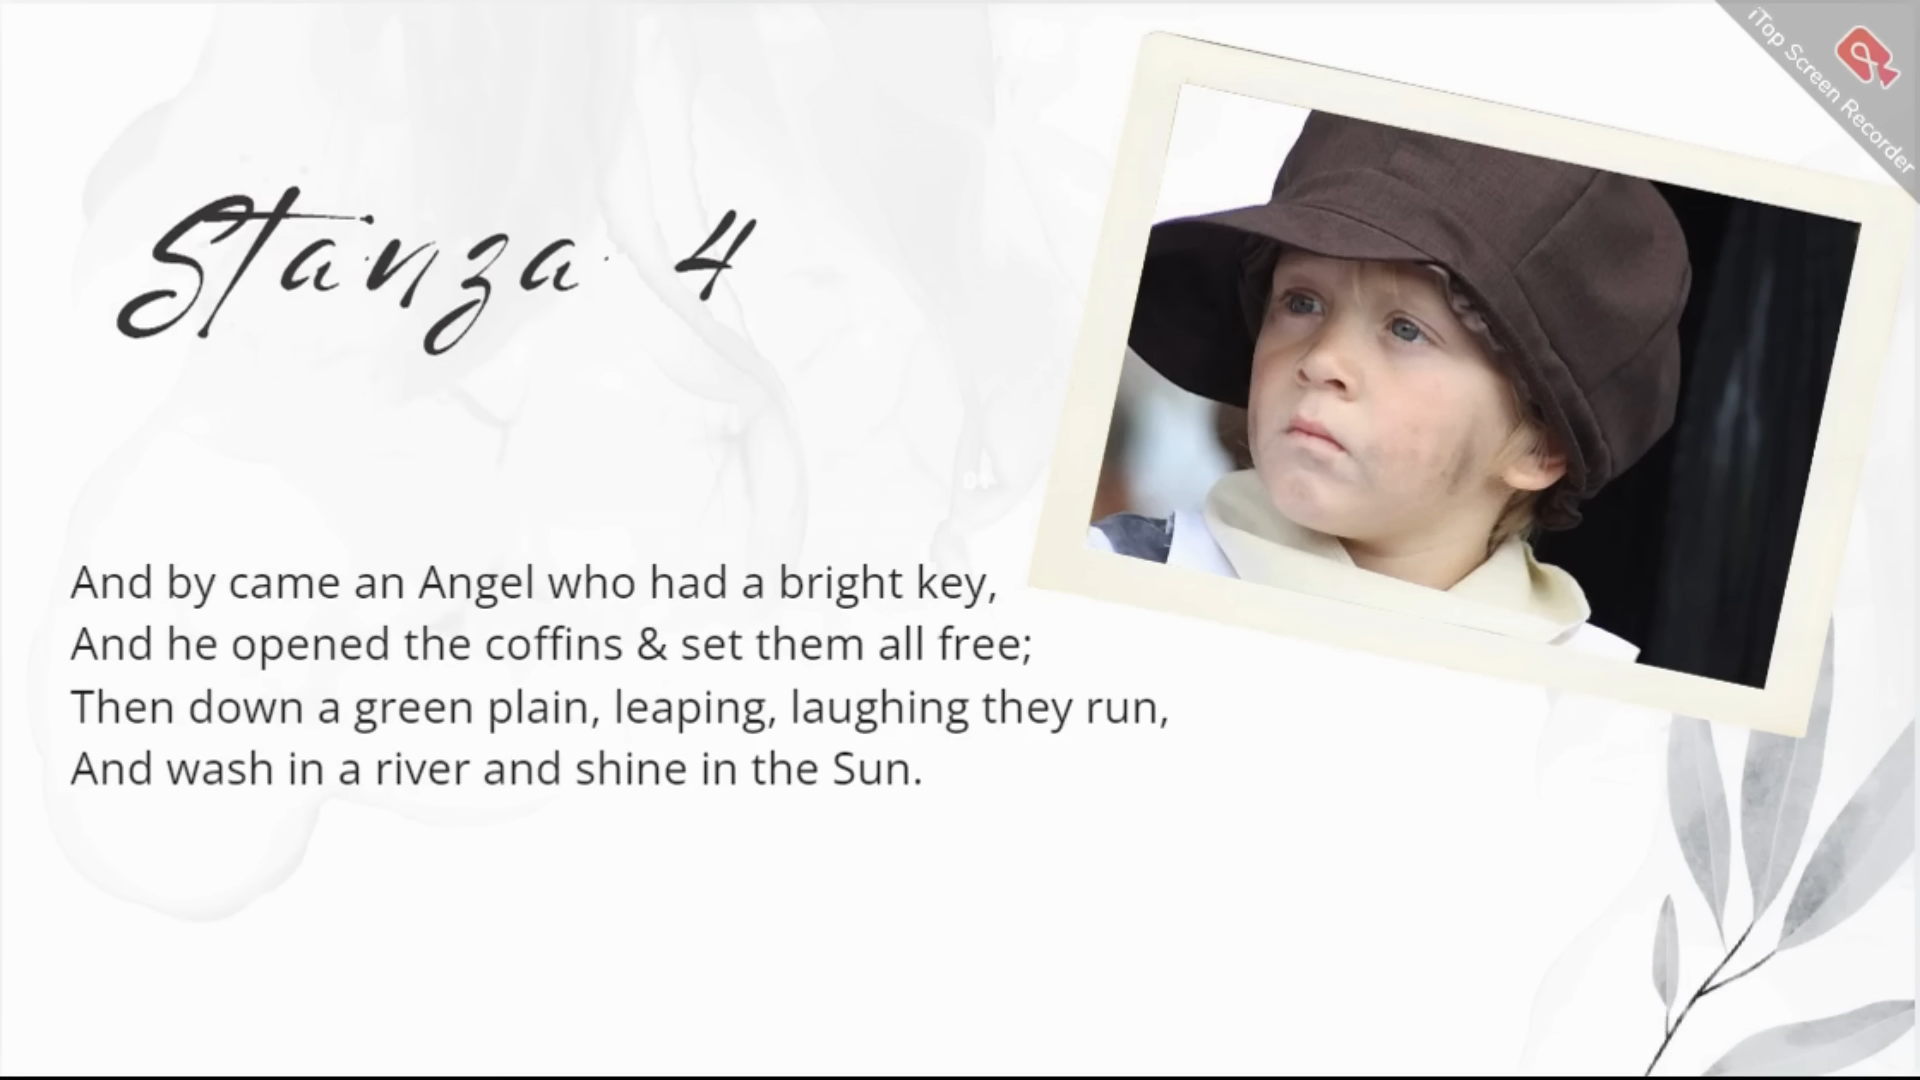 iTop Screen Recorder
Stanza 4
And by came an Angel who had a bright key,
And he opened the coffins & set them all free;
Then down a green plain, leaping, laughing they run,
And wash in a river and shine in the Sun.